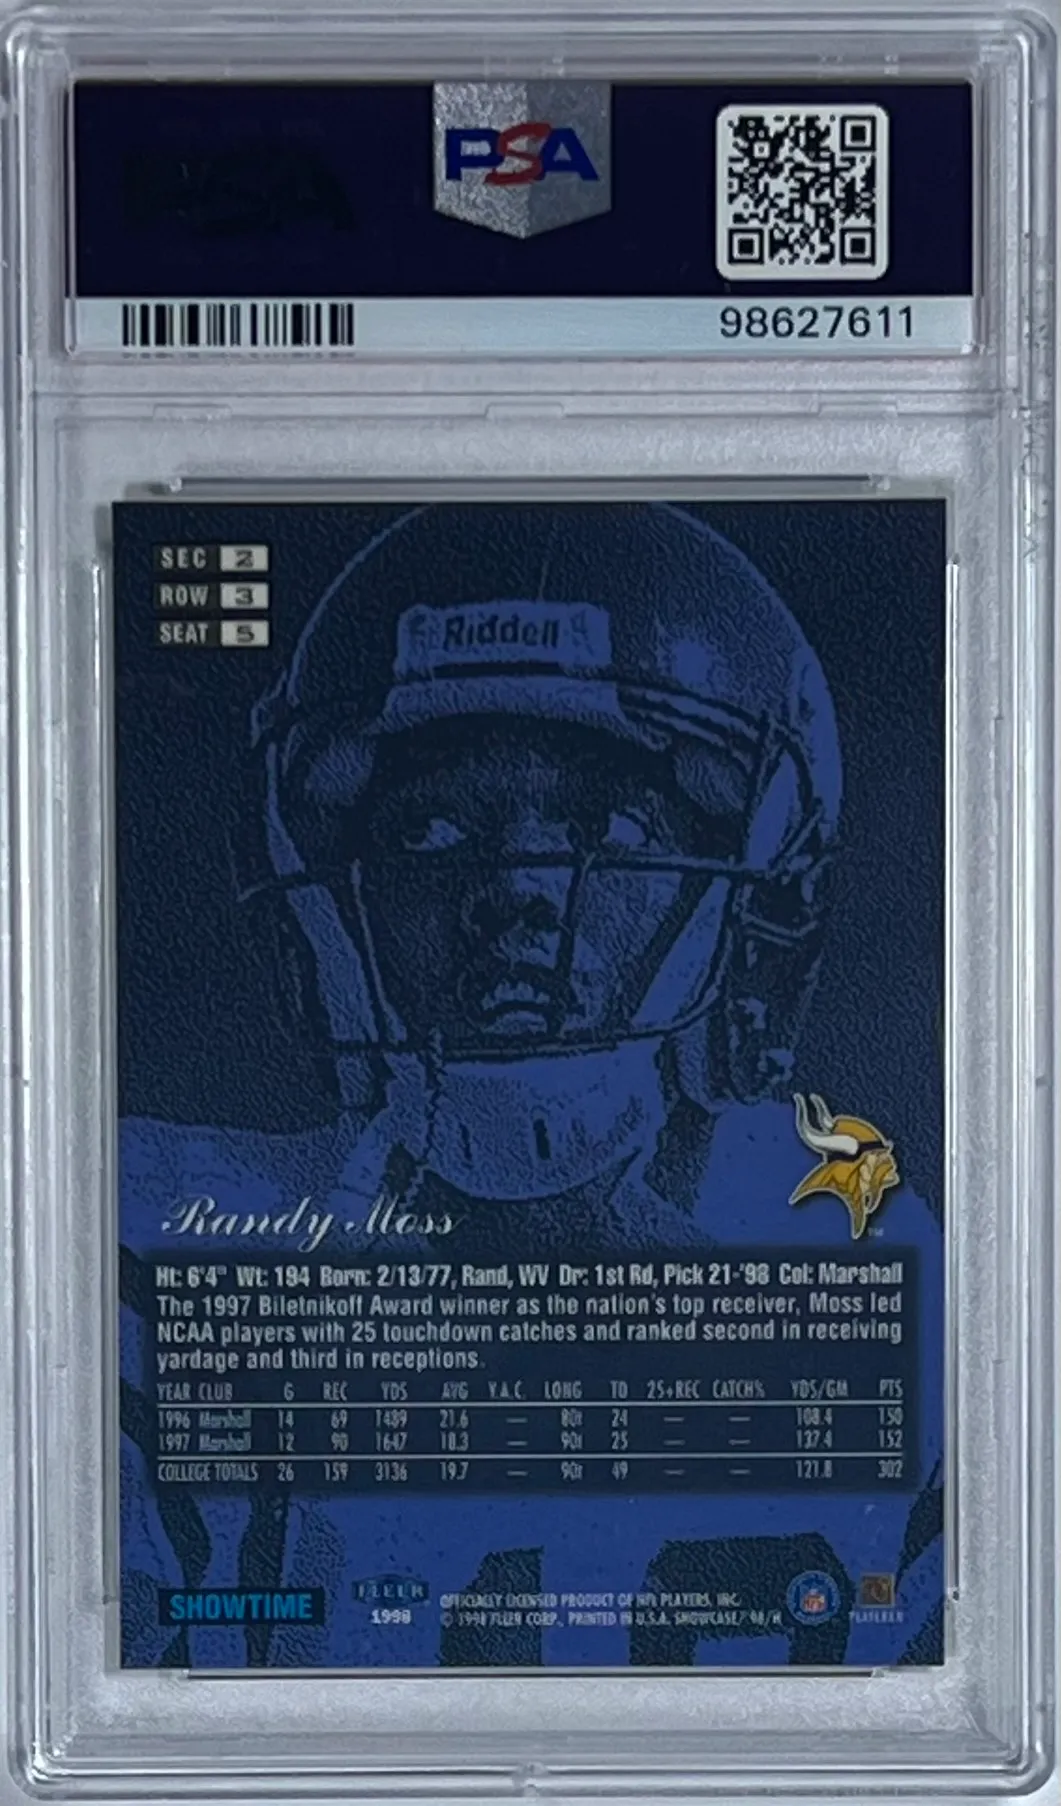 PSA
98627611
SEC 2
ROW 3
SEAT 5
Riddell
Randy Moss
Ht: 6'4" Wt: 194 Born: 2/13/77, Rand, WV Dr: 1st Rd, Pick 21-'98 Col: Marshall
The 1997 Biletnikoff Award winner as the nation's top receiver, Moss led
NCAA players with 25 touchdown catches and ranked second in receiving
yardage and third in receptions.
YEAR CLUB G REC YDS AVG Y.A.C. LONG TD 25+REC CATCH% YDS/GM PTS
1996 Marshall 14 69 1489 21.6 — 80t 24 — — 108.4 150
1997 Marshall 12 90 1647 18.3 — 90t 25 — — 137.4 152
COLLEGE TOTALS 26 159 3136 19.7 — 90t 49 — — 121.8 302
SHOWTIME
FLEER
1998
OFFICIALLY LICENSED PRODUCT OF NFL PLAYERS, INC.
© 1998 FLEER CORP., PRINTED IN U.S.A. SHOWCASE/'98/H
NFL
PLAYERS